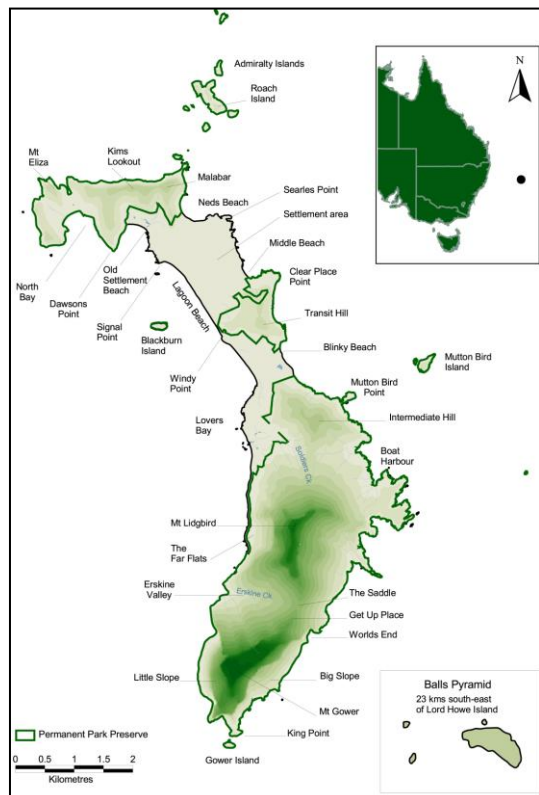 Admiralty Islands
Roach
Island
N
Mt
Eliza
Kims
Lookout
Malabar
Neds Beach
Searles Point
Settlement area
Middle Beach
Clear Place
Point
North
Bay
Dawsons
Point
Old
Settlement
Beach
Signal
Point
Lagoon Beach
Blackburn
Island
Transit Hill
Blinky Beach
Windy
Point
Mutton Bird
Island
Mutton Bird
Point
Intermediate Hill
Lovers
Bay
Boat
Harbour
Soldiers Ck
Mt Lidgbird
The
Far Flats
Erskine
Valley
Erskine Ck
The Saddle
Get Up Place
Worlds End
Little Slope
Big Slope
Mt Gower
King Point
Gower Island
Balls Pyramid
23 kms south-east
of Lord Howe Island
Permanent Park Preserve
0 0.5 1 1.5 2
Kilometres